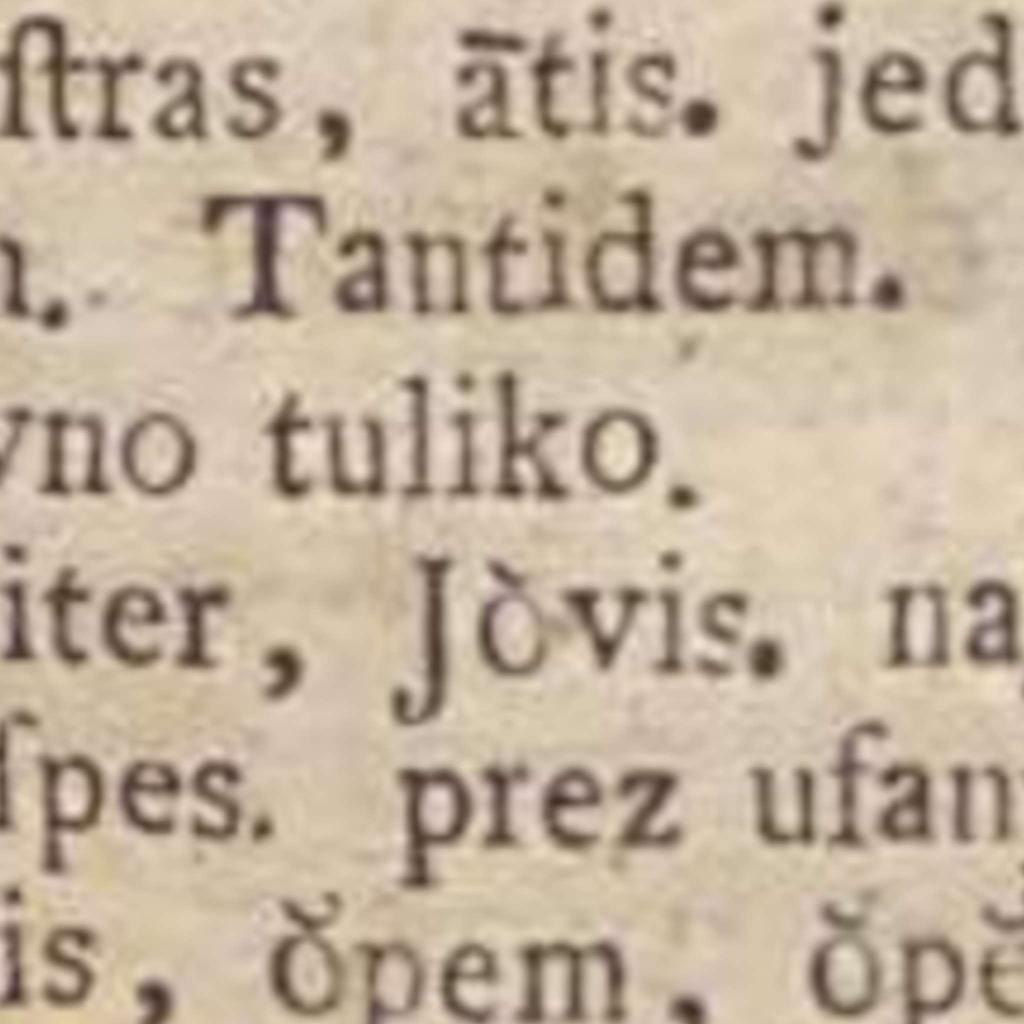 ſtras, ātis. jed
n. Tantidem.
vno tuliko.
iter, Jòvis. na
ſpes. prez ufan
is, ŏpem, ŏpĕ